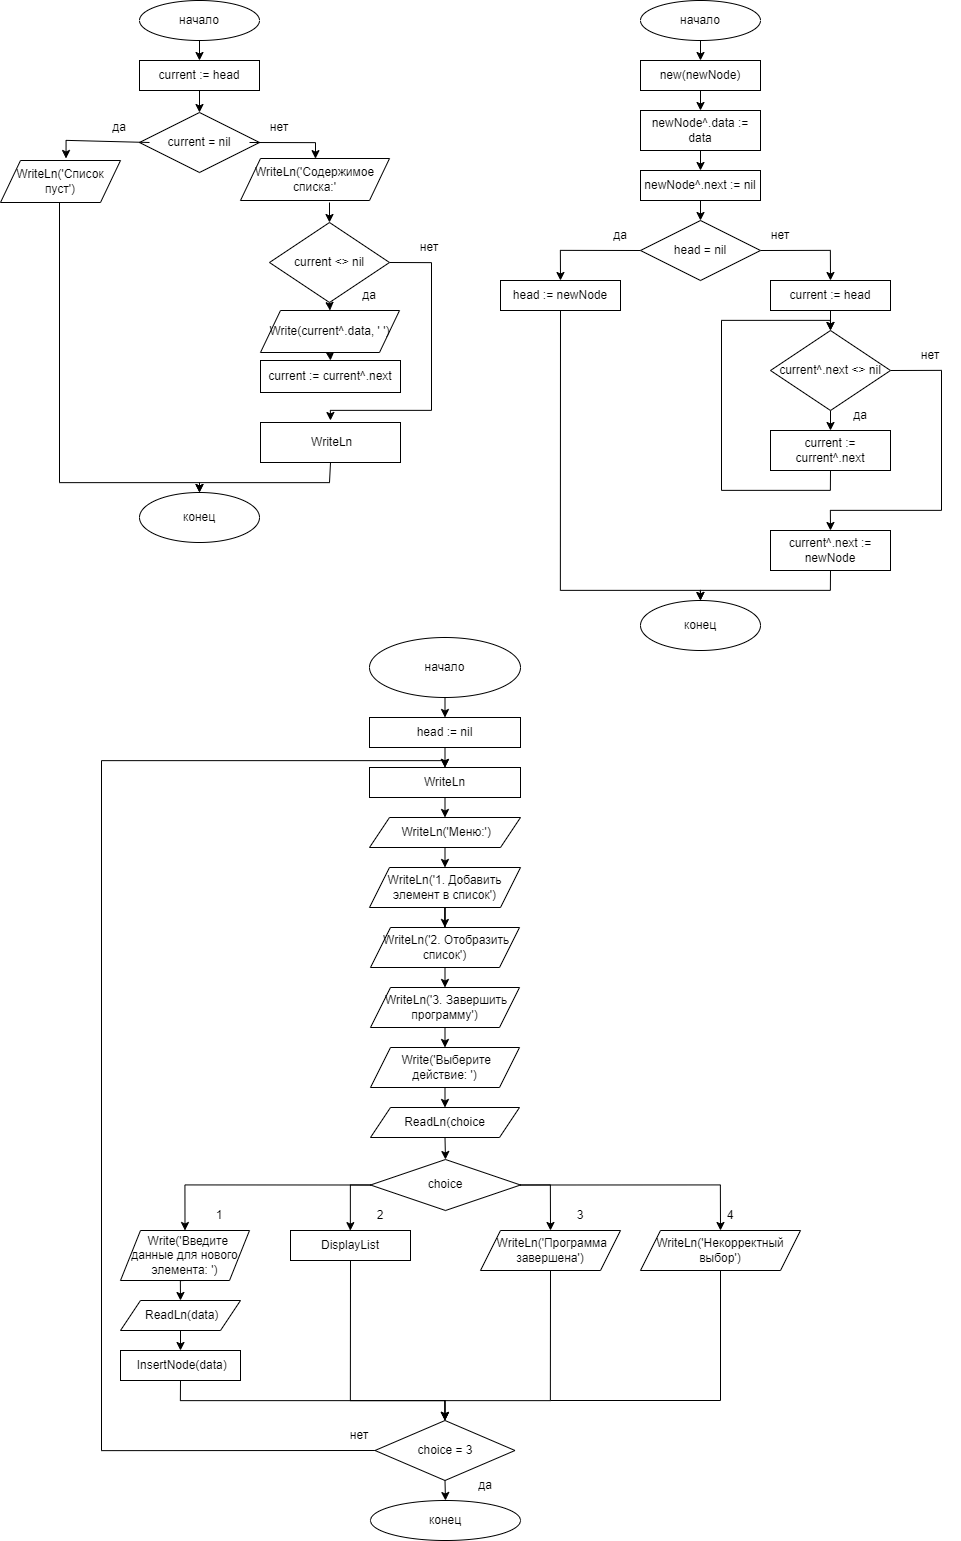 начало
current := head
current = nil
да
нет
WriteLn('Список
пуст')
WriteLn('Содержимое
списка:'
current <> nil
нет
да
Write(current^.data, ' ')
current := current^.next
WriteLn
конец
начало
new(newNode)
newNode^.data :=
data
newNode^.next := nil
head = nil
да
нет
head := newNode
current := head
current^.next <> nil
нет
да
current :=
current^.next
current^.next :=
newNode
конец
начало
head := nil
WriteLn
WriteLn('Меню:')
WriteLn('1. Добавить
элемент в список')
WriteLn('2. Отобразить
список')
WriteLn('3. Завершить
программу')
Write('Выберите
действие: ')
ReadLn(choice
choice
1
2
3
4
Write('Введите
данные для нового
элемента: ')
DisplayList
WriteLn('Программа
завершена')
WriteLn('Некорректный
выбор')
ReadLn(data)
InsertNode(data)
нет
choice = 3
да
конец